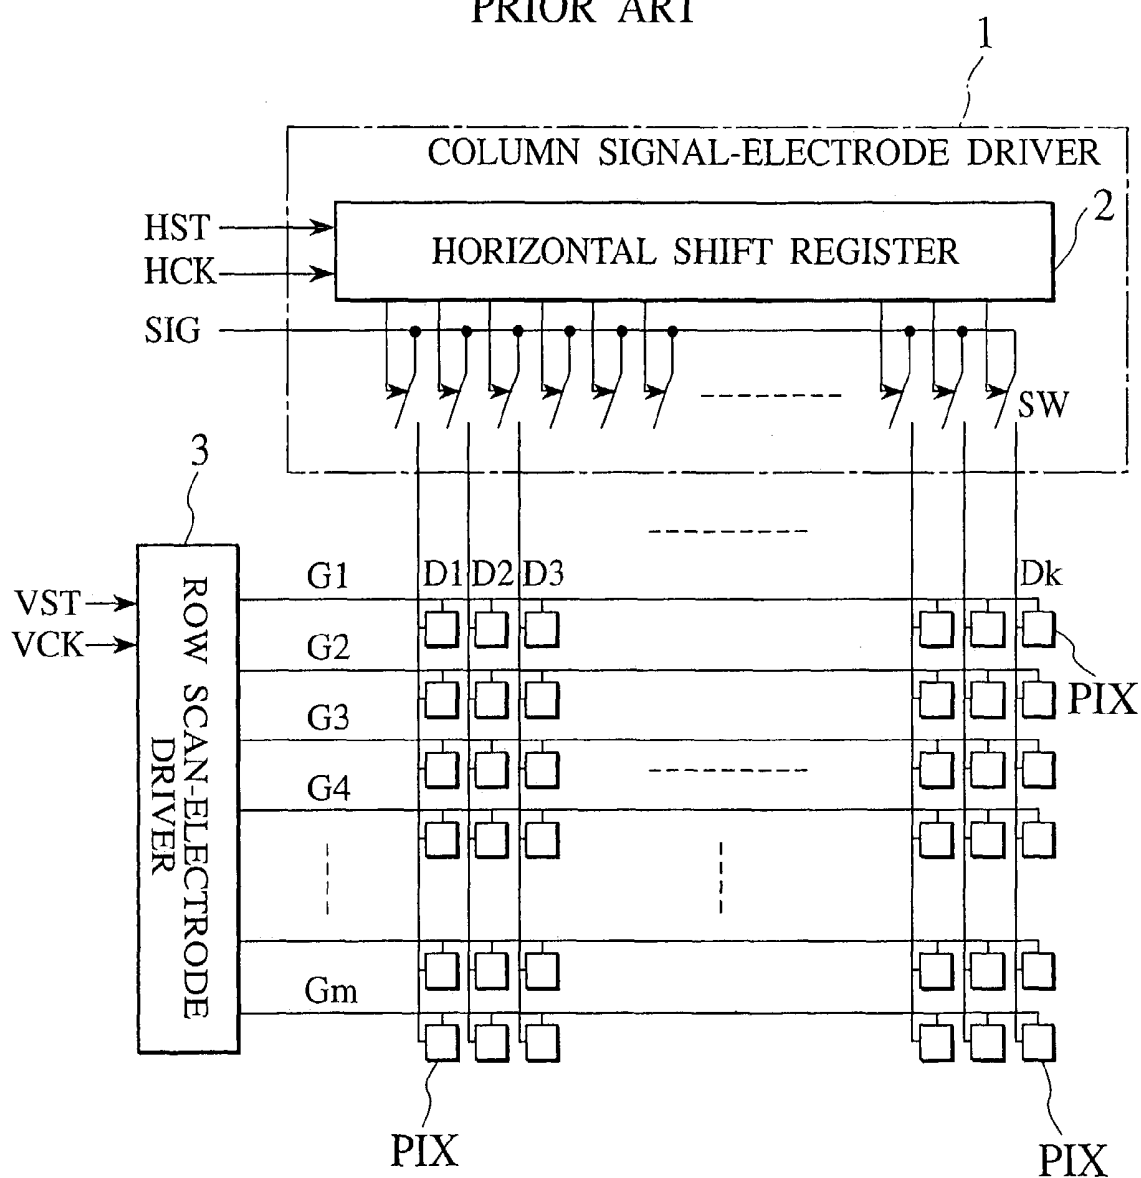 PRIOR ART
1
COLUMN SIGNAL-ELECTRODE DRIVER
2
HST
HORIZONTAL SHIFT REGISTER
HCK
SIG
SW
3
G1
D1
D2
D3
Dk
VST
VCK
ROW SCAN-ELECTRODE
DRIVER
G2
PIX
G3
G4
Gm
PIX
PIX